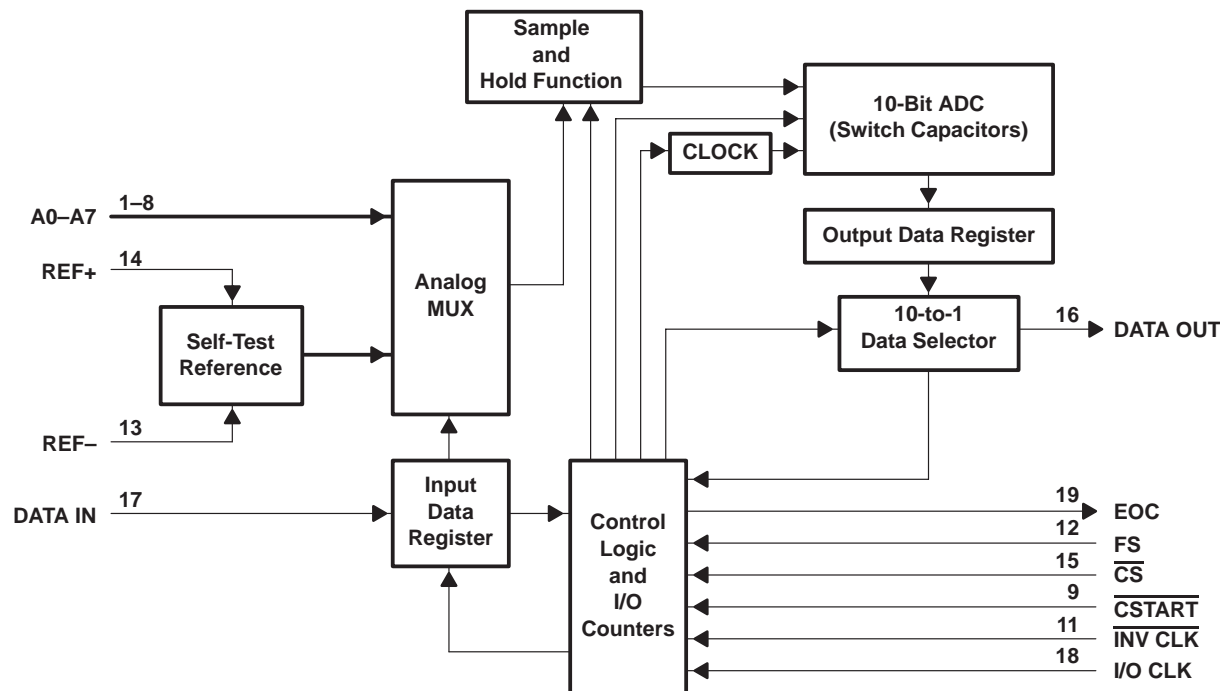 Sample
and
Hold Function
10-Bit ADC
(Switch Capacitors)
CLOCK
A0–A7
1–8
REF+
14
Analog
MUX
Output Data Register
Self-Test
Reference
10-to-1
Data Selector
16
DATA OUT
REF–
13
DATA IN
17
Input
Data
Register
Control
Logic
and
I/O
Counters
19
EOC
12
FS
15
CS
9
CSTART
11
INV CLK
18
I/O CLK